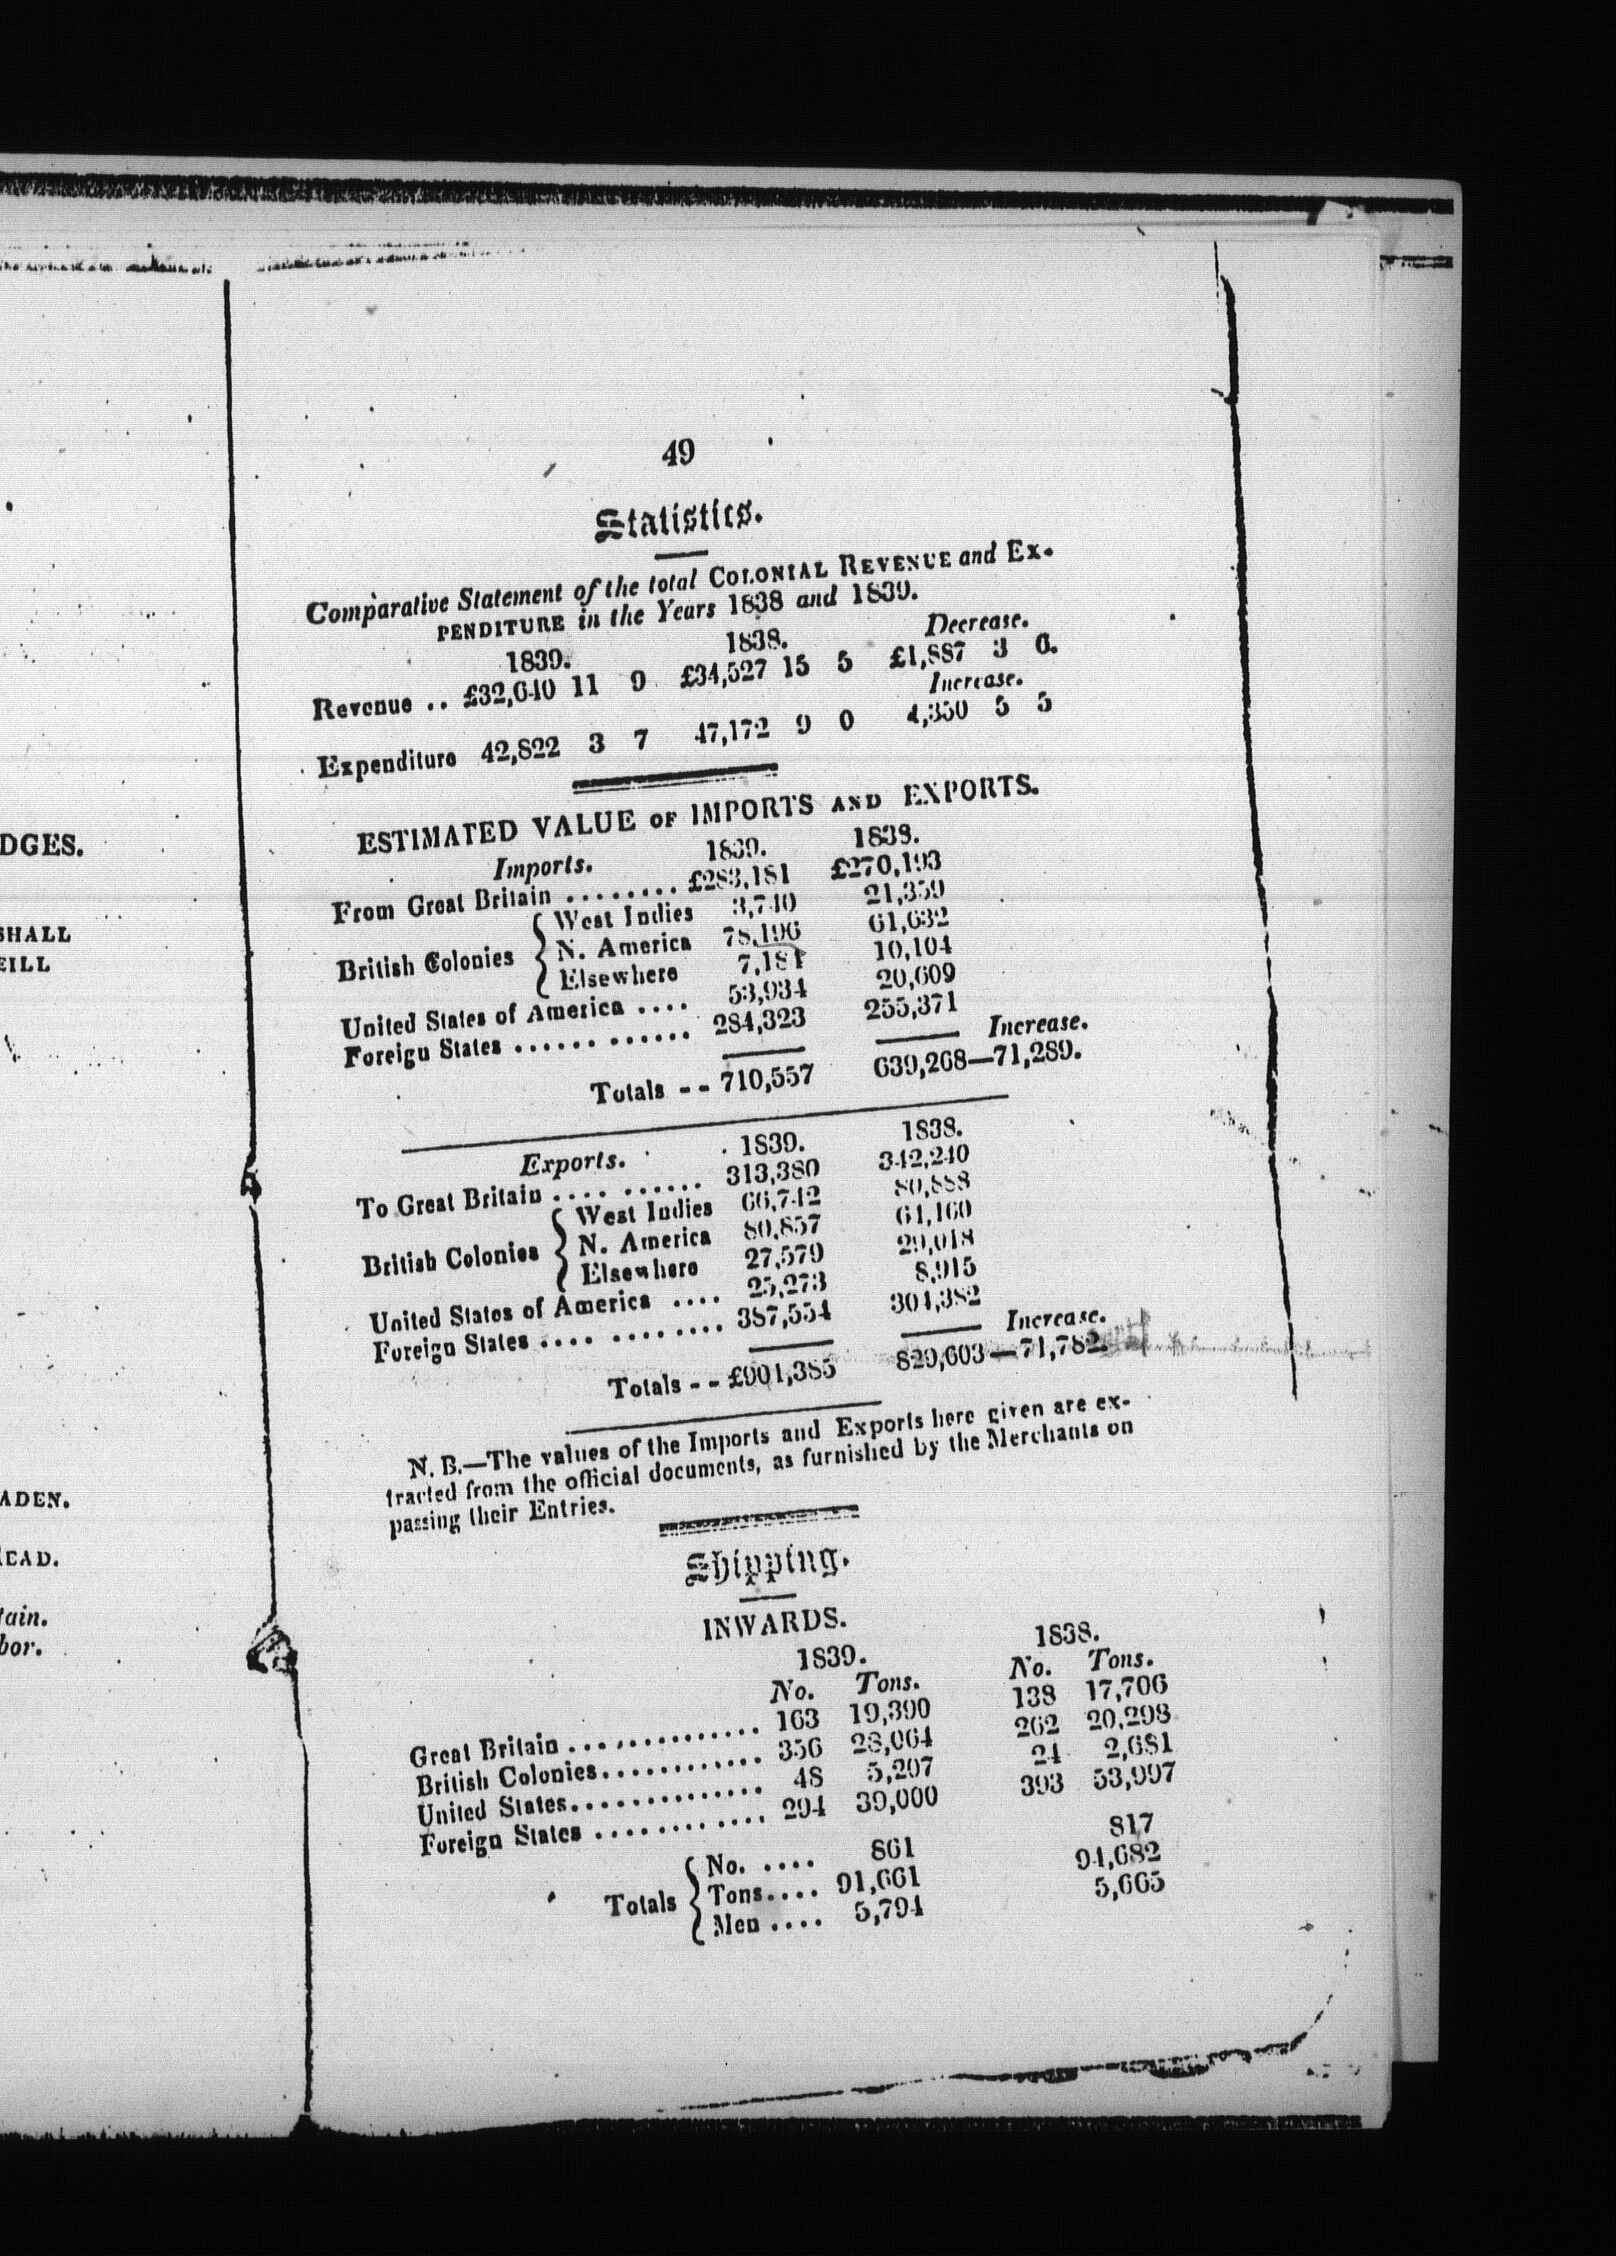 DGES.
SHALL
EILL
ADEN.
EAD.
tain.
bor.
49
Statistics.
Comparative Statement of the total COLONIAL REVENUE and EX-
PENDITURE in the Years 1838 and 1839.
1839. 1838. Decrease.
Revenue .. £32,640 11 9 £34,527 15 5 £1,887 3 6.
Increase.
Expenditure 42,822 3 7 47,172 9 0 4,350 5 5
ESTIMATED VALUE OF IMPORTS AND EXPORTS.
Imports. 1839. 1838.
From Great Britain ........ £283,181 £270,193
British Colonies { West Indies 3,740 21,359
N. America 78,196 61,632
Elsewhere 7,184 10,104
United States of America .... 53,934 20,609
Foreign States ............ 284,323 255,371
Increase.
Totals -- 710,557 639,268—71,289.
Exports. 1839. 1838.
To Great Britain .......... 313,380 342,240
British Colonies { West Indies 66,742 80,888
N. America 80,857 64,160
Elsewhere 27,579 29,018
United States of America .... 25,273 8,915
Foreign States ............ 387,554 304,382
Increase.
Totals -- £901,385 829,603—71,782.
N. B.—The values of the Imports and Exports here given are ex-
tracted from the official documents, as furnished by the Merchants on
passing their Entries.
Shipping.
INWARDS.
1839. 1838.
No. Tons. No. Tons.
Great Britain .............. 163 19,390 138 17,706
British Colonies............ 356 28,064 262 20,298
United States.............. 48 5,207 24 2,681
Foreign States ............ 294 39,000 393 53,997
Totals { No. .... 861 817
Tons.... 91,661 94,682
Men .... 5,794 5,665